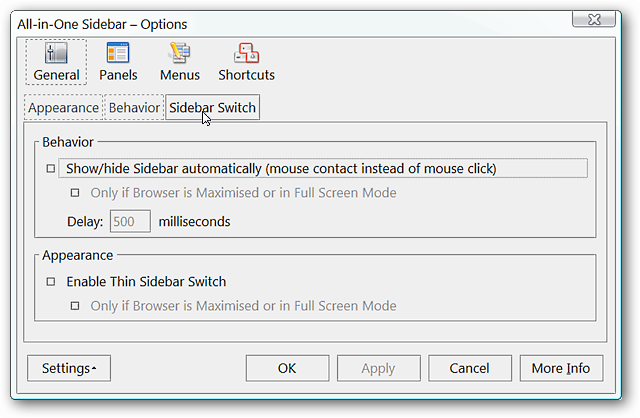 All-in-One Sidebar – Options
General Panels Menus Shortcuts
Appearance Behavior Sidebar Switch
Behavior
Show/hide Sidebar automatically (mouse contact instead of mouse click)
Only if Browser is Maximised or in Full Screen Mode
Delay: 500 milliseconds
Appearance
Enable Thin Sidebar Switch
Only if Browser is Maximised or in Full Screen Mode
Settings OK Apply Cancel More Info